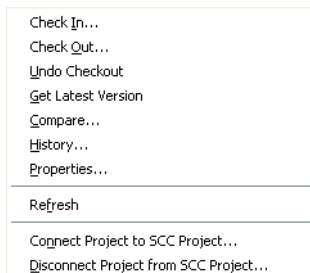 Check In...
Check Out...
Undo Checkout
Get Latest Version
Compare...
History...
Properties...
Refresh
Connect Project to SCC Project...
Disconnect Project from SCC Project...